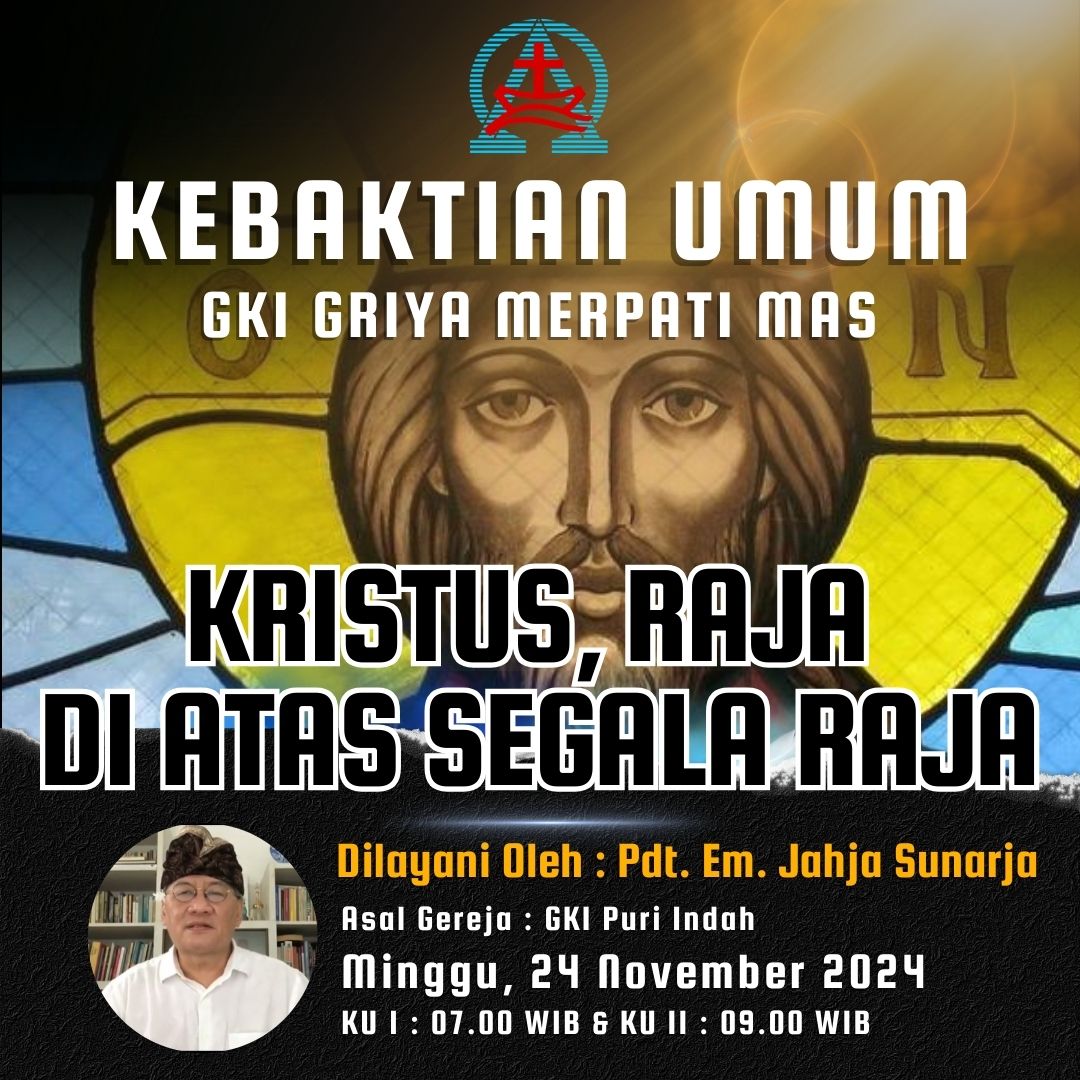 KEBAKTIAN UMUM
GKI GRIYA MERPATI MAS
O N
KRISTUS, RAJA
DI ATAS SEGALA RAJA
Dilayani Oleh : Pdt. Em. Jahja Sunarja
Asal Gereja : GKI Puri Indah
Minggu, 24 November 2024
KU I : 07.00 WIB & KU II : 09.00 WIB